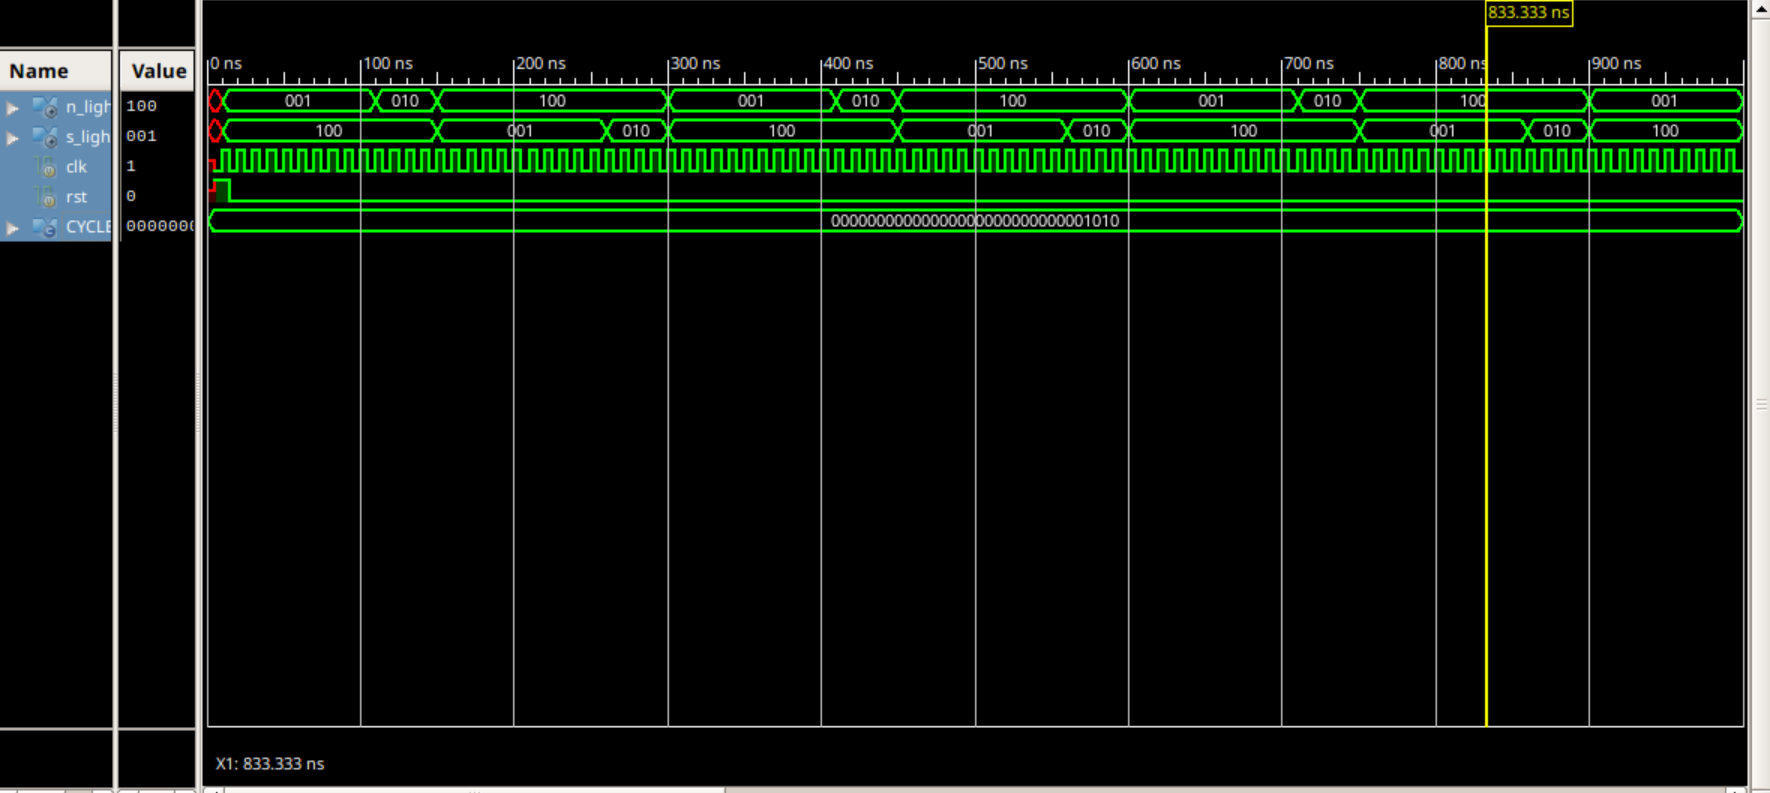 833.333 ns
Name Value
0 ns 100 ns 200 ns 300 ns 400 ns 500 ns 600 ns 700 ns 800 ns 900 ns
n_ligh 100 001 010 100 001 010 100 001 010 100 001
s_ligh 001 100 001 010 100 001 010 100 001 010 100
clk 1
rst 0
CYCLE 0000000 00000000000000000000000000001010
X1: 833.333 ns